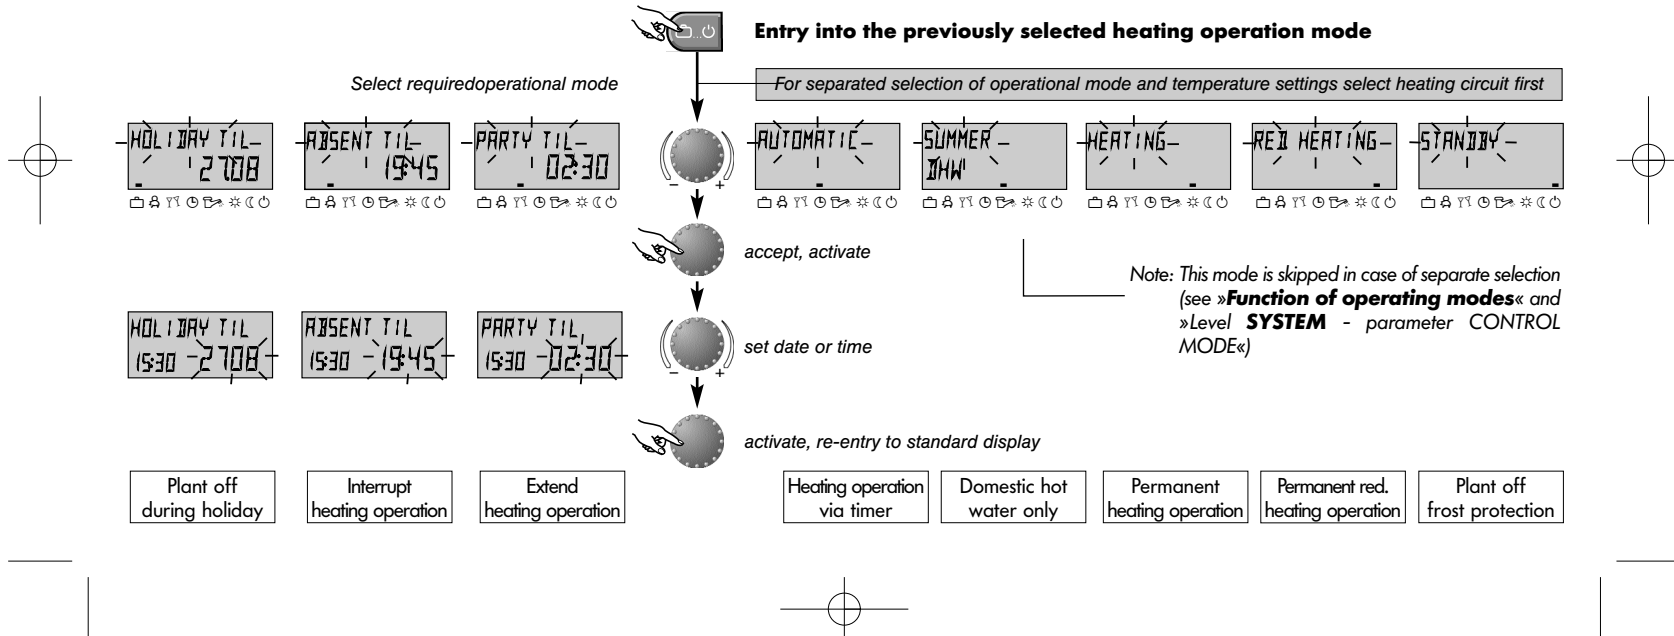 Entry into the previously selected heating operation mode
Select requiredoperational mode
For separated selection of operational mode and temperature settings select heating circuit first
HOLIDAY TIL
27.08
ABSENT TIL
19:45
PARTY TIL
02:30
- +
AUTOMATIC
SUMMER
DHW
HEATING
RED HEATING
STANDBY
accept, activate
Note: This mode is skipped in case of separate selection
(see »Function of operating modes« and
»Level SYSTEM - parameter CONTROL
MODE«)
HOLIDAY TIL
15:30 27.08
ABSENT TIL
15:30 19:45
PARTY TIL
15:30 02:30
- +
set date or time
activate, re-entry to standard display
Plant off
during holiday
Interrupt
heating operation
Extend
heating operation
Heating operation
via timer
Domestic hot
water only
Permanent
heating operation
Permanent red.
heating operation
Plant off
frost protection